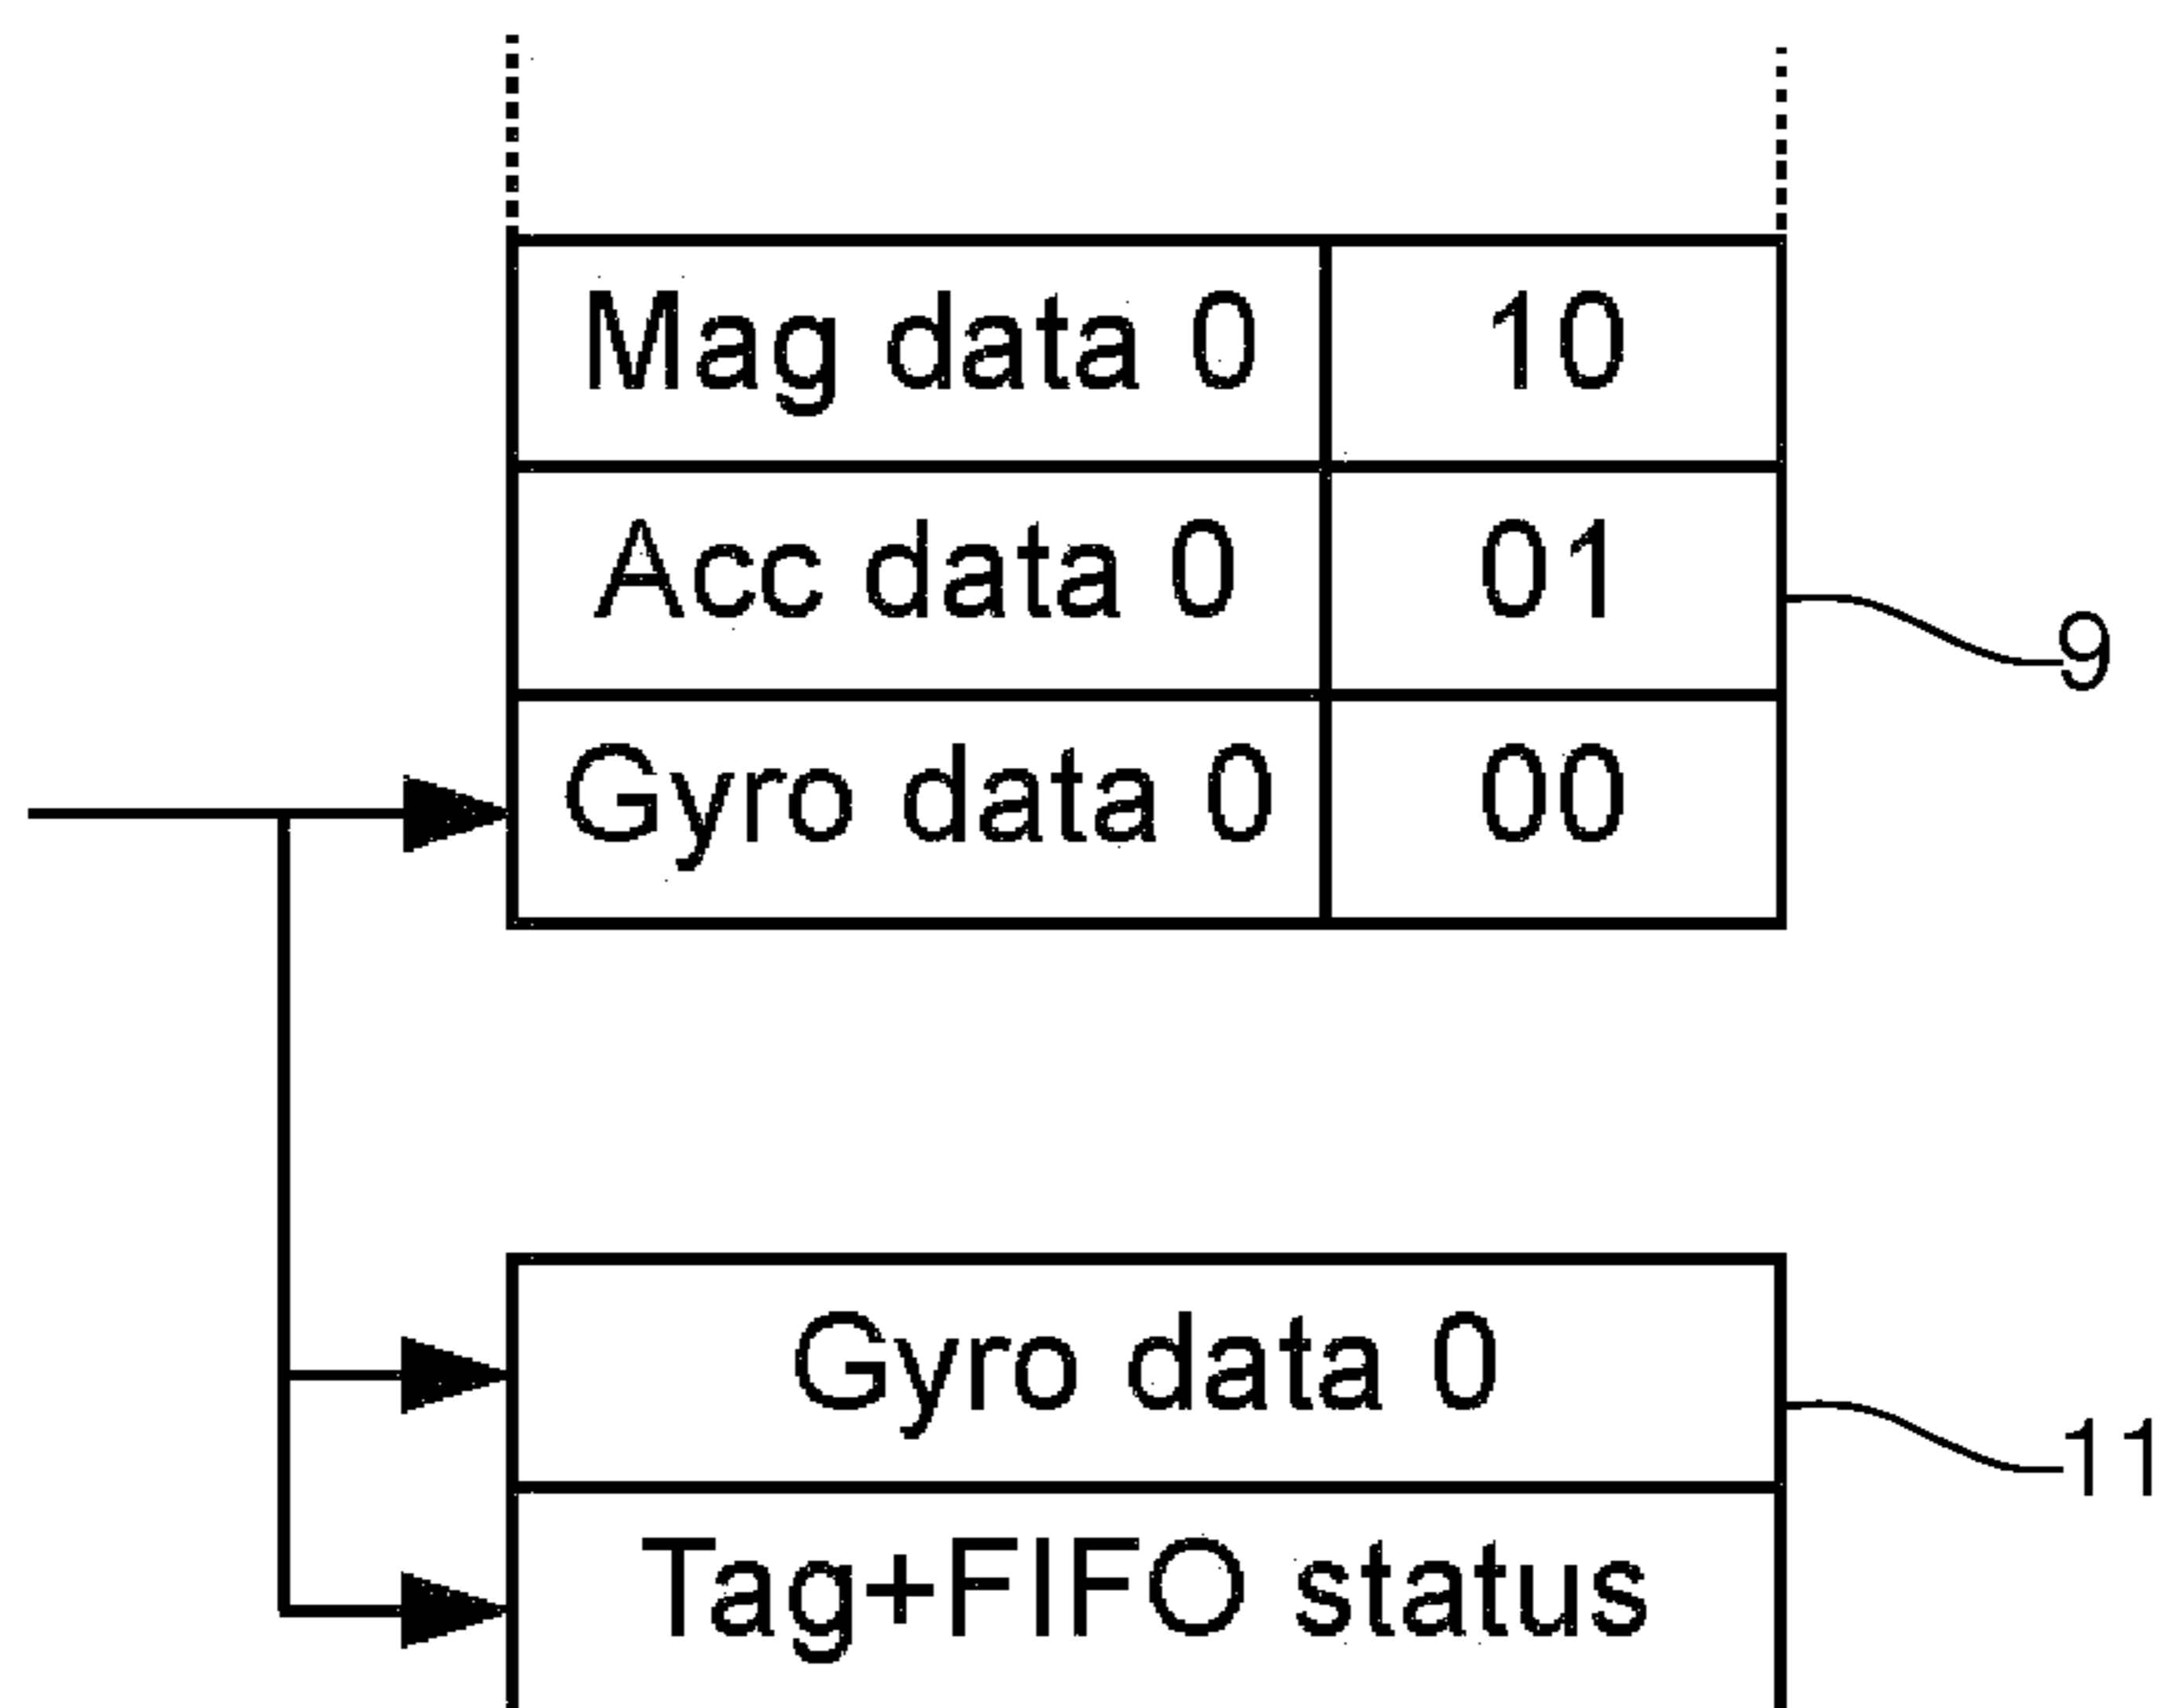 Mag data 0 10
Acc data 0 01
9
Gyro data 0 00
Gyro data 0
11
Tag+FIFO status